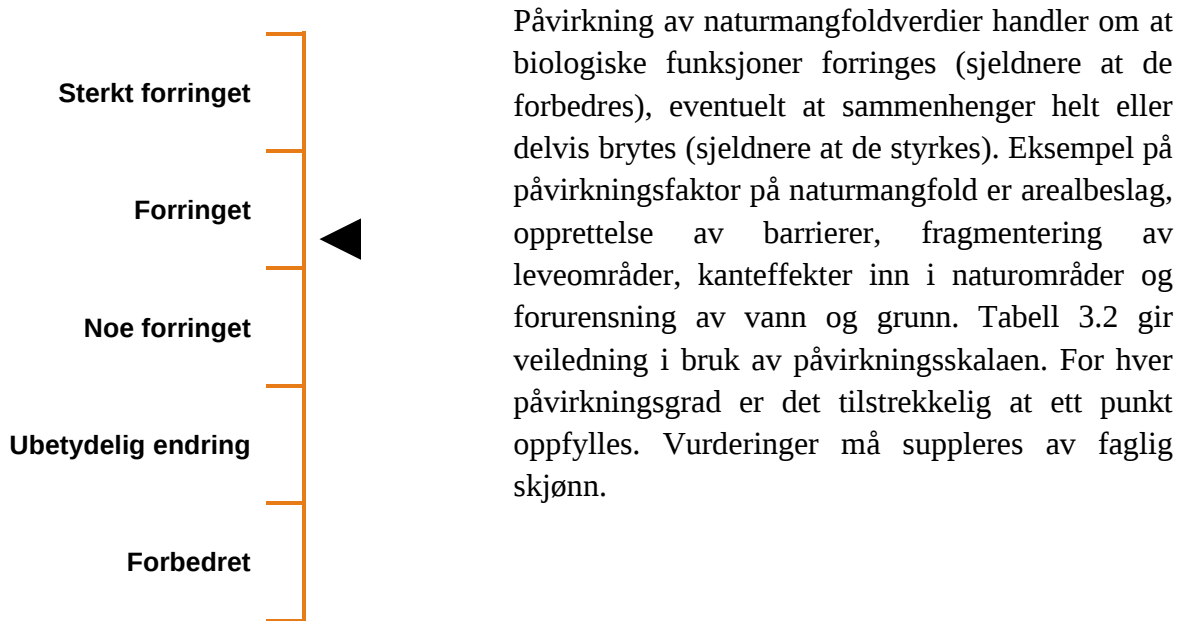 Sterkt forringet
Forringet
Noe forringet
Ubetydelig endring
Forbedret
Påvirkning av naturmangfoldverdier handler om at
biologiske funksjoner forringes (sjeldnere at de
forbedres), eventuelt at sammenhenger helt eller
delvis brytes (sjeldnere at de styrkes). Eksempel på
påvirkningsfaktor på naturmangfold er arealbeslag,
opprettelse av barrierer, fragmentering av
leveområder, kanteffekter inn i naturområder og
forurensning av vann og grunn. Tabell 3.2 gir
veiledning i bruk av påvirkningsskalaen. For hver
påvirkningsgrad er det tilstrekkelig at ett punkt
oppfylles. Vurderinger må suppleres av faglig
skjønn.